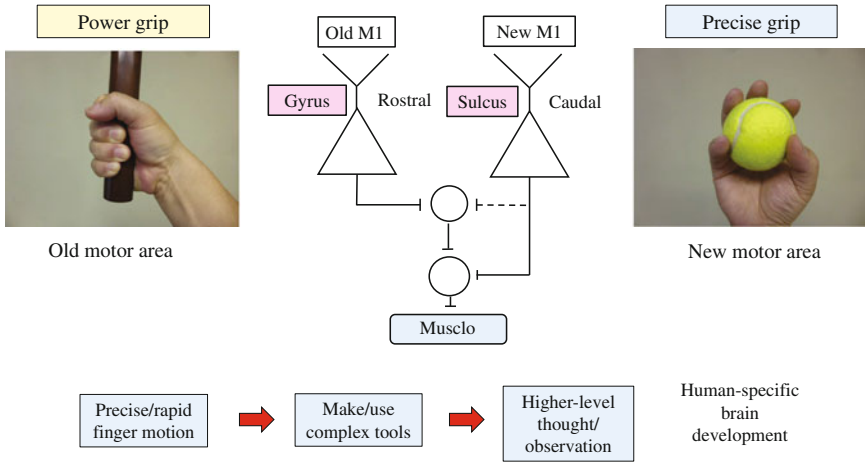 Power grip
Old M1
New M1
Precise grip
Gyrus
Rostral
Sulcus
Caudal
Old motor area
New motor area
Musclo
Precise/rapid
finger motion
Make/use
complex tools
Higher-level
thought/
observation
Human-specific
brain
development